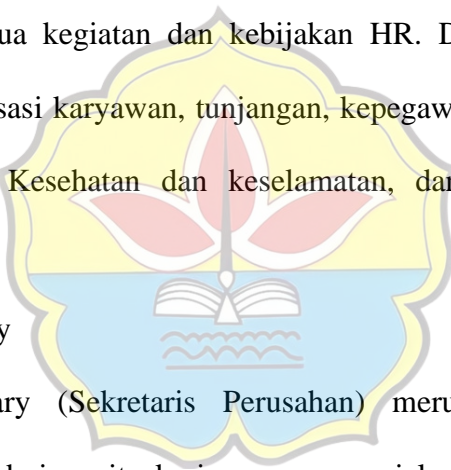 ua kegiatan dan kebijakan HR. D
sasi karyawan, tunjangan, kepegaw
Kesehatan dan keselamatan, dan
y
ary (Sekretaris Perusahan) meru